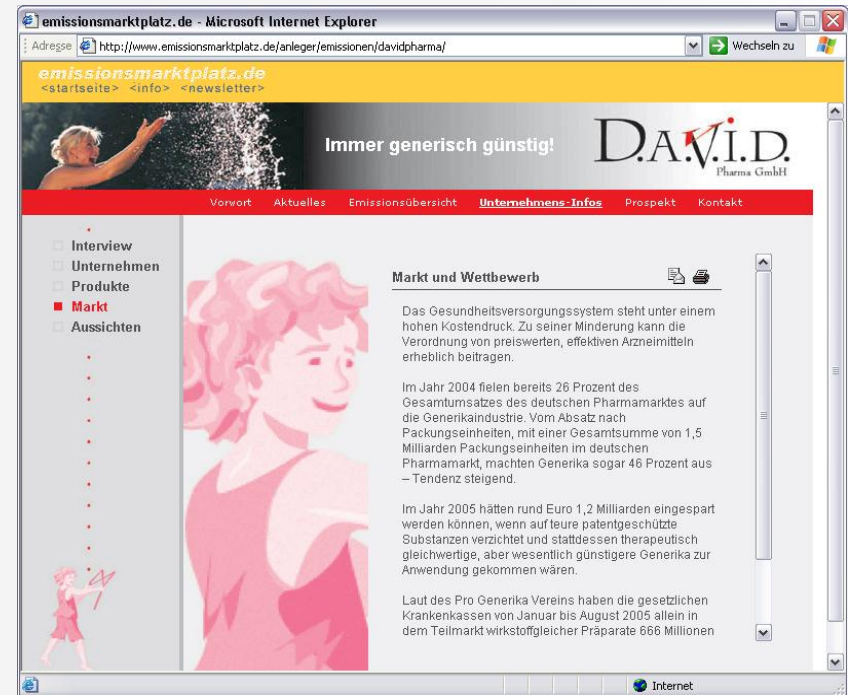 emissionsmarktplatz.de - Microsoft Internet Explorer
Adresse http://www.emissionsmarktplatz.de/anleger/emissionen/davidpharma/ Wechseln zu
emissionsmarktplatz.de
<startseite> <info> <newsletter>
Immer generisch günstig!
D.A.V.I.D.
Pharma GmbH
Vorwort Aktuelles Emissionsübersicht Unternehmens-Infos Prospekt Kontakt
Interview
Unternehmen
Produkte
Markt
Aussichten
Markt und Wettbewerb
Das Gesundheitsversorgungssystem steht unter einem
hohen Kostendruck. Zu seiner Minderung kann die
Verordnung von preiswerten, effektiven Arzneimitteln
erheblich beitragen.
Im Jahr 2004 fielen bereits 26 Prozent des
Gesamtumsatzes des deutschen Pharmamarktes auf
die Generikaindustrie. Vom Absatz nach
Packungseinheiten, mit einer Gesamtsumme von 1,5
Milliarden Packungseinheiten im deutschen
Pharmamarkt, machten Generika sogar 46 Prozent aus
– Tendenz steigend.
Im Jahr 2005 hätten rund Euro 1,2 Milliarden eingespart
werden können, wenn auf teure patentgeschützte
Substanzen verzichtet und stattdessen therapeutisch
gleichwertige, aber wesentlich günstigere Generika zur
Anwendung gekommen wären.
Laut des Pro Generika Vereins haben die gesetzlichen
Krankenkassen von Januar bis August 2005 allein in
dem Teilmarkt wirkstoffgleicher Präparate 666 Millionen
Internet